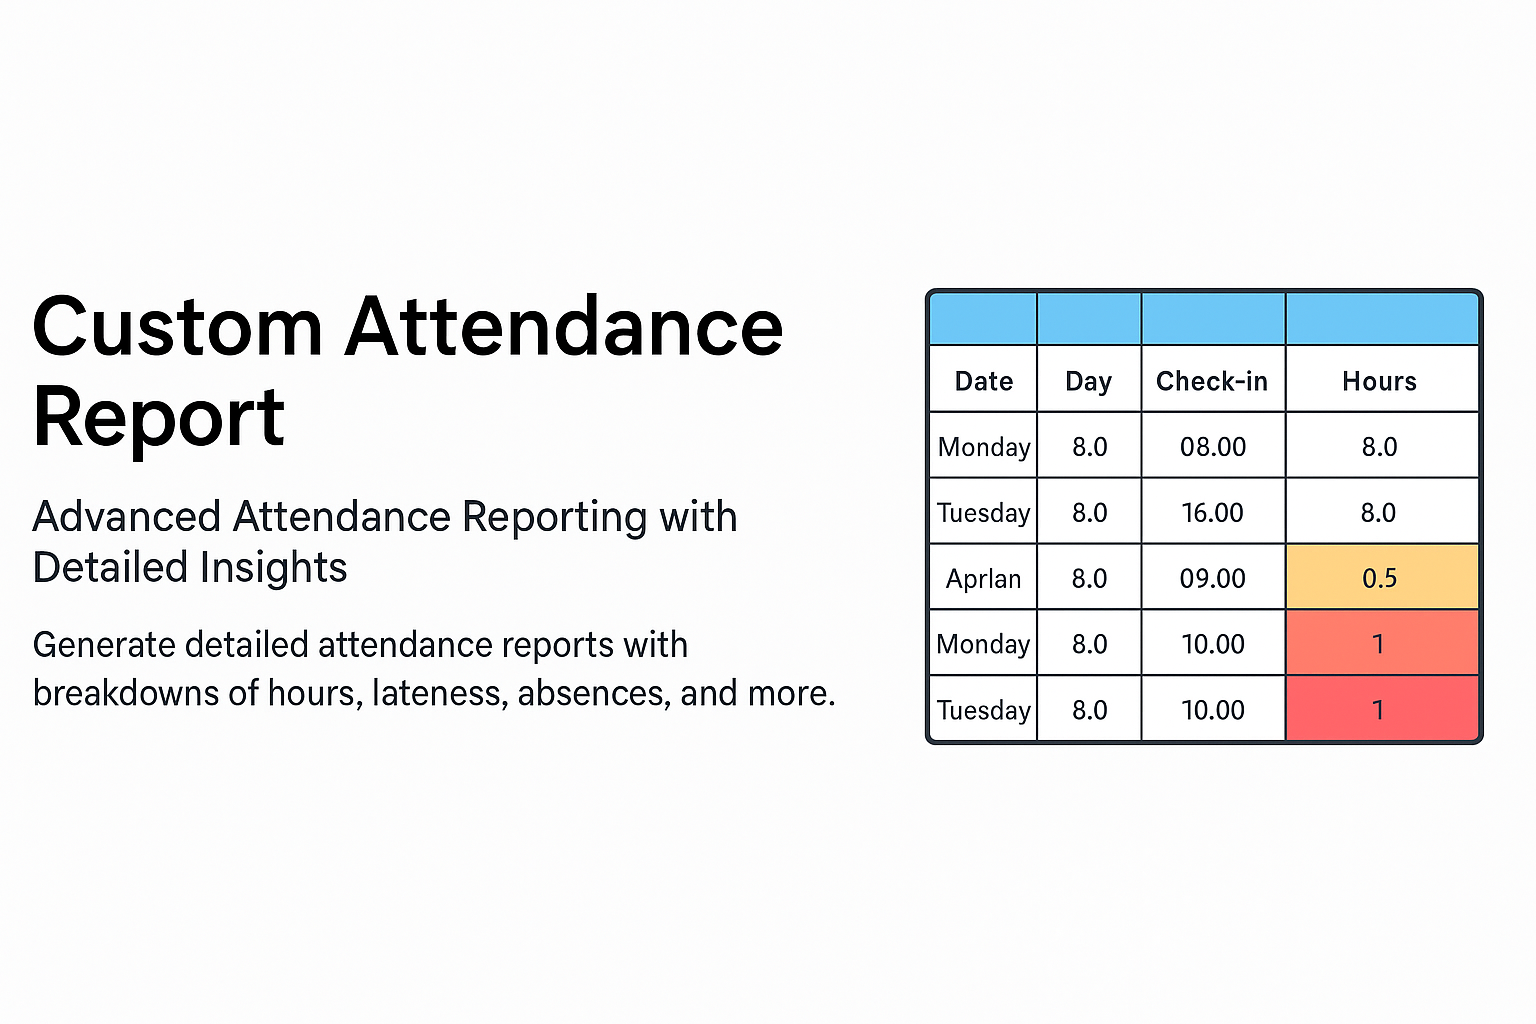 Custom Attendance
Report
Advanced Attendance Reporting with
Detailed Insights
Generate detailed attendance reports with
breakdowns of hours, lateness, absences, and more.
Date Day Check-in Hours
Monday 8.0 08.00 8.0
Tuesday 8.0 16.00 8.0
Aprlan 8.0 09.00 0.5
Monday 8.0 10.00 1
Tuesday 8.0 10.00 1